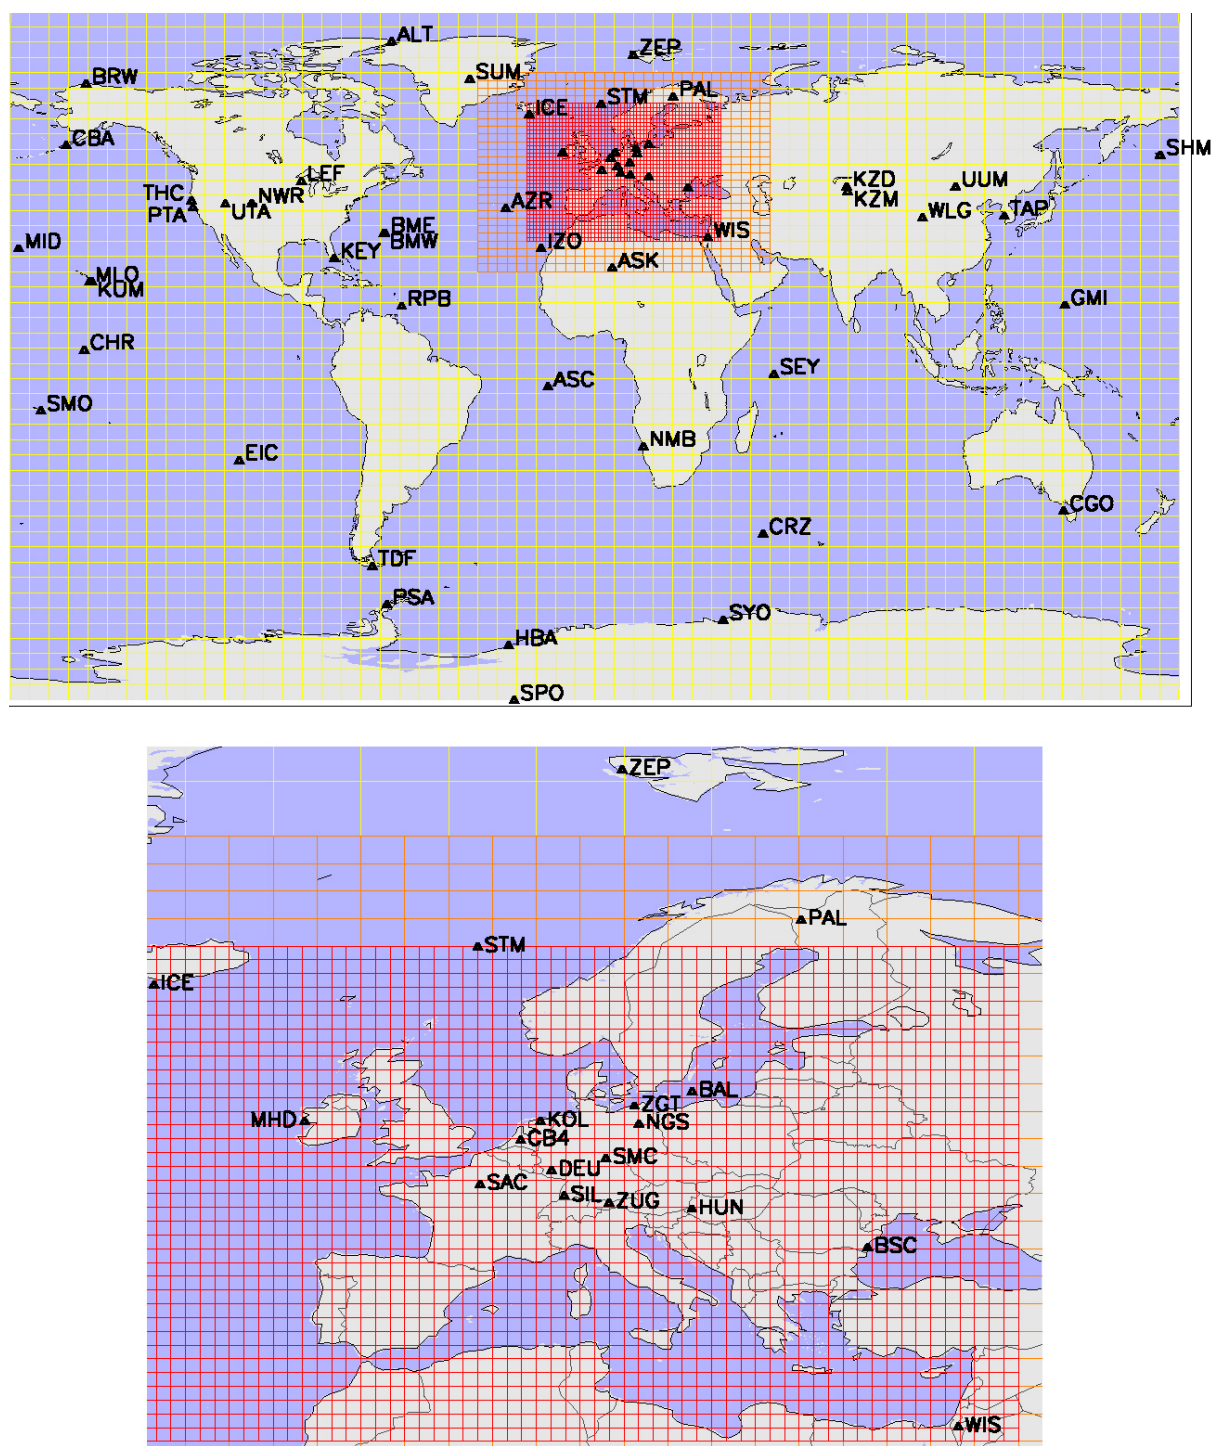 ALT
ZEP
BRW
SUM
PAL
STM
ICE
CBA
SHM
LEF
KZD
UUM
THC
NWR
KZM
PTA
UTA
AZR
WLG
TAP
BME
WIS
BMW
MID
IZO
KEY
ASK
MLO
KUM
RPB
GMI
CHR
SEY
ASC
SMO
NMB
EIC
CGO
CRZ
TDF
PSA
SYO
HBA
SPO
ZEP
PAL
STM
ICE
BAL
ZGT
MHD
KOL
NGS
CB4
SMC
DEU
SAC
SIL
ZUG
HUN
BSC
WIS